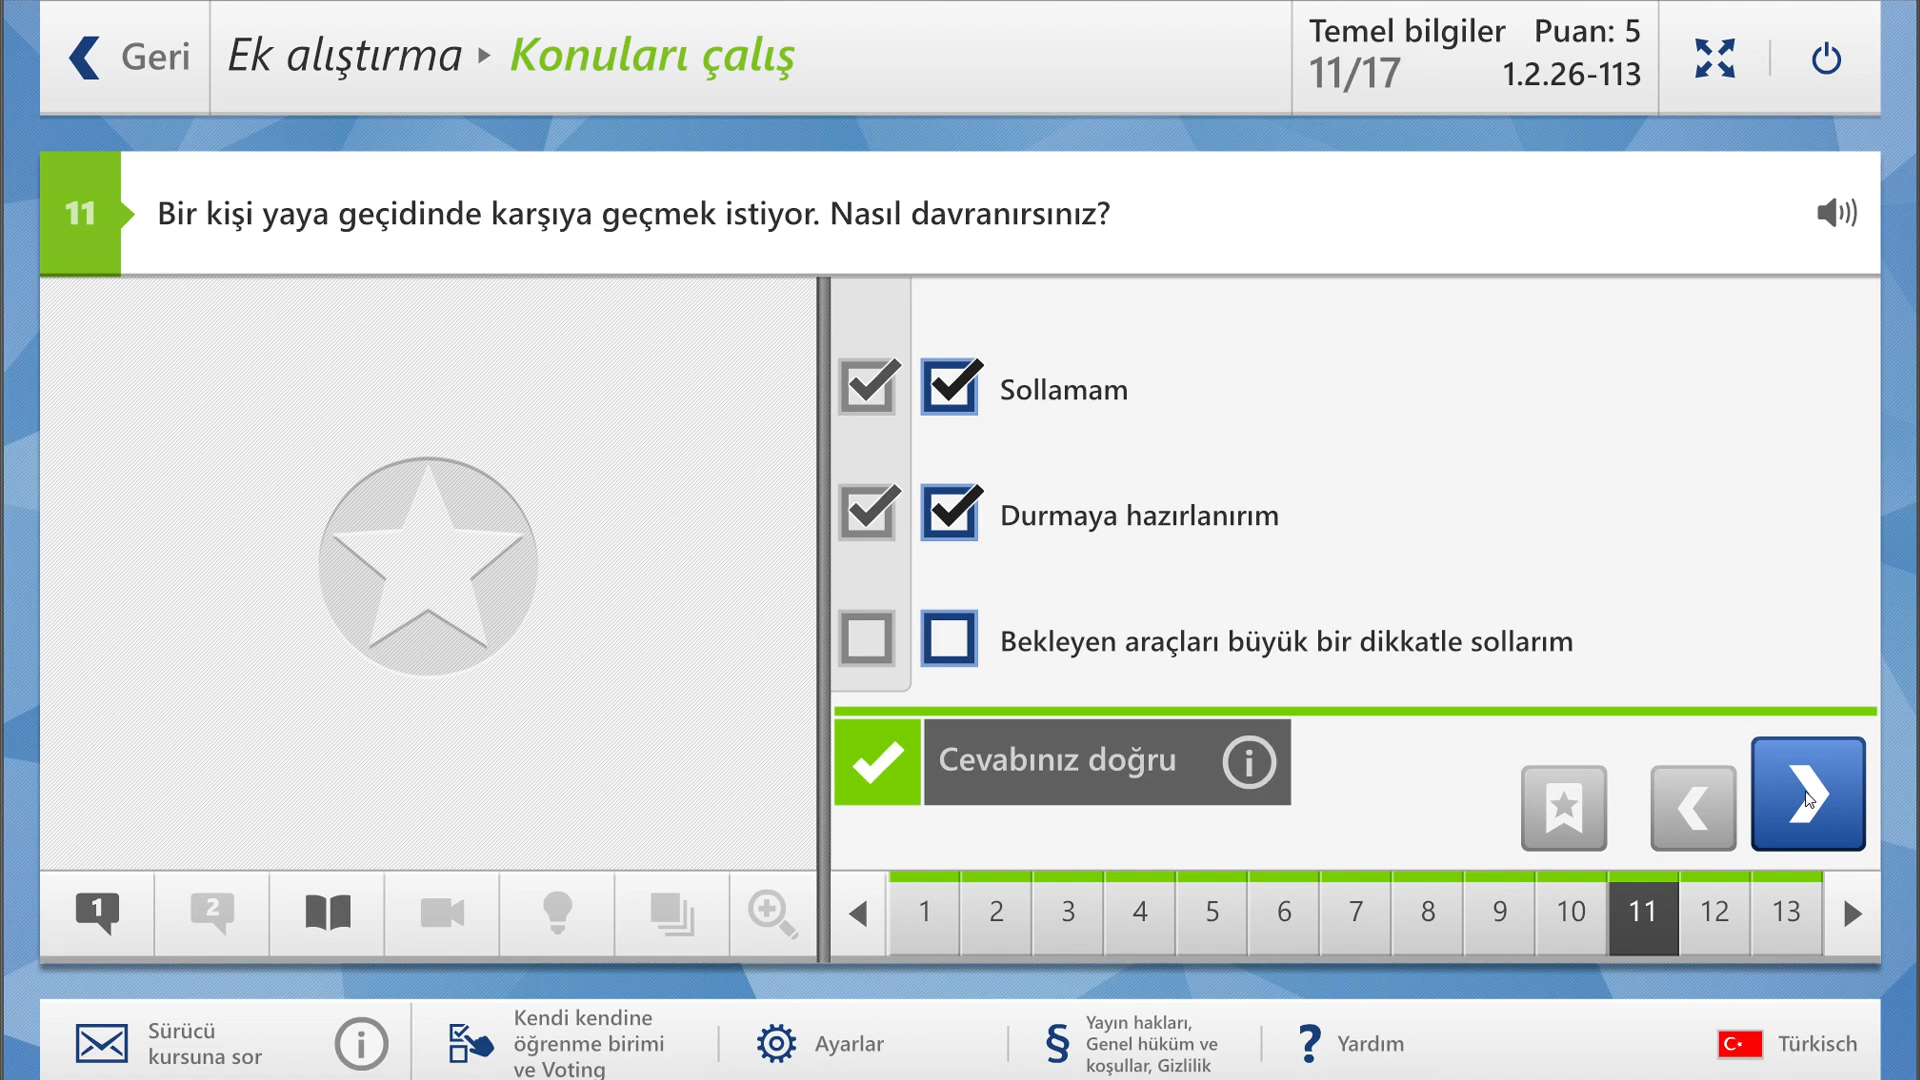 Geri
Ek alıştırma ▸ Konuları çalış
Temel bilgiler Puan: 5
11/17 1.2.26-113
11 Bir kişi yaya geçidinde karşıya geçmek istiyor. Nasıl davranırsınız?
Sollamam
Durmaya hazırlanırım
Bekleyen araçları büyük bir dikkatle sollarım
Cevabınız doğru
1 2
1 2 3 4 5 6 7 8 9 10 11 12 13
Sürücü
kursuna sor
Kendi kendine
öğrenme birimi
ve Voting
Ayarlar
§
Yayın hakları,
Genel hüküm ve
koşullar, Gizlilik
? Yardım
Türkisch